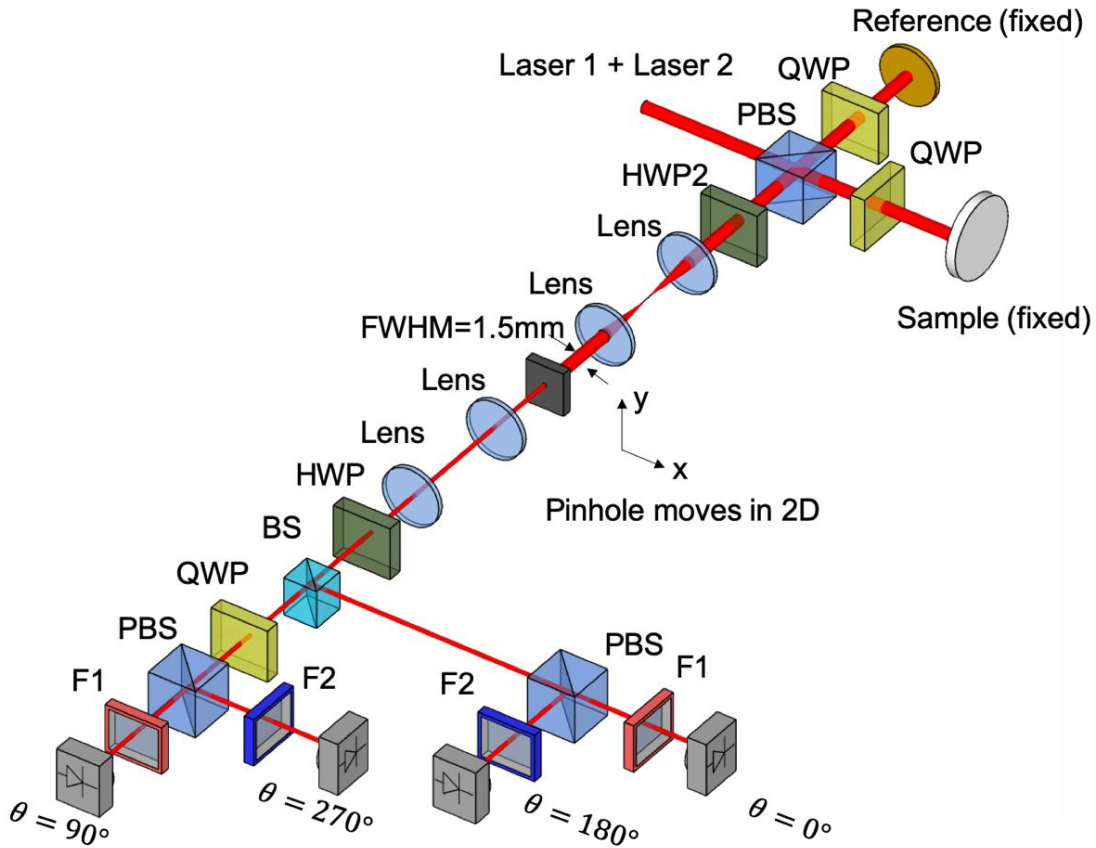 Reference (fixed)
Laser 1 + Laser 2
QWP
PBS
QWP
HWP2
Lens
Sample (fixed)
Lens
FWHM=1.5mm
Lens
y
x
Lens
Pinhole moves in 2D
HWP
BS
QWP
PBS
PBS
F1
F2
F2
F1
θ = 90°
θ = 270°
θ = 180°
θ = 0°